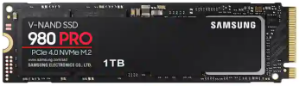 V-NAND SSD
980 PRO
PCIe 4.0 NVMe M.2
SAMSUNG
1TB